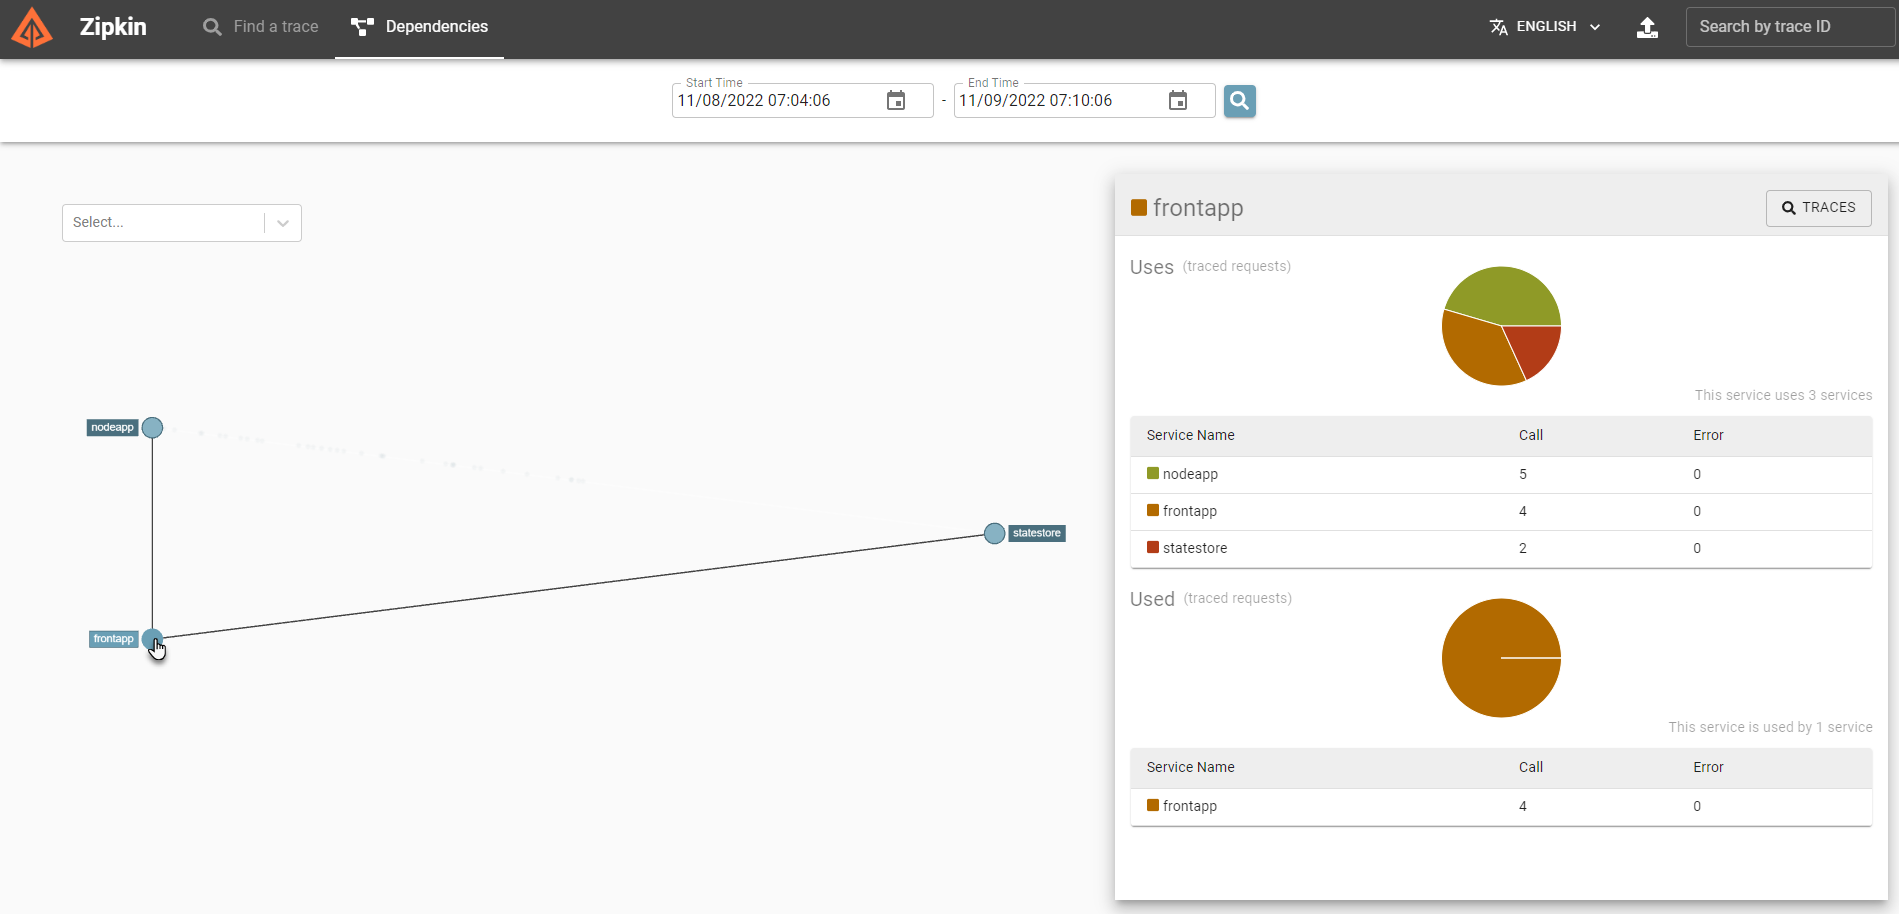 Zipkin
Find a trace
Dependencies
ENGLISH
Search by trace ID
Start Time
11/08/2022 07:04:06
-
End Time
11/09/2022 07:10:06
Select...
nodeapp
statestore
frontapp
frontapp
TRACES
Uses (traced requests)
This service uses 3 services
Service Name Call Error
nodeapp 5 0
frontapp 4 0
statestore 2 0
Used (traced requests)
This service is used by 1 service
Service Name Call Error
frontapp 4 0